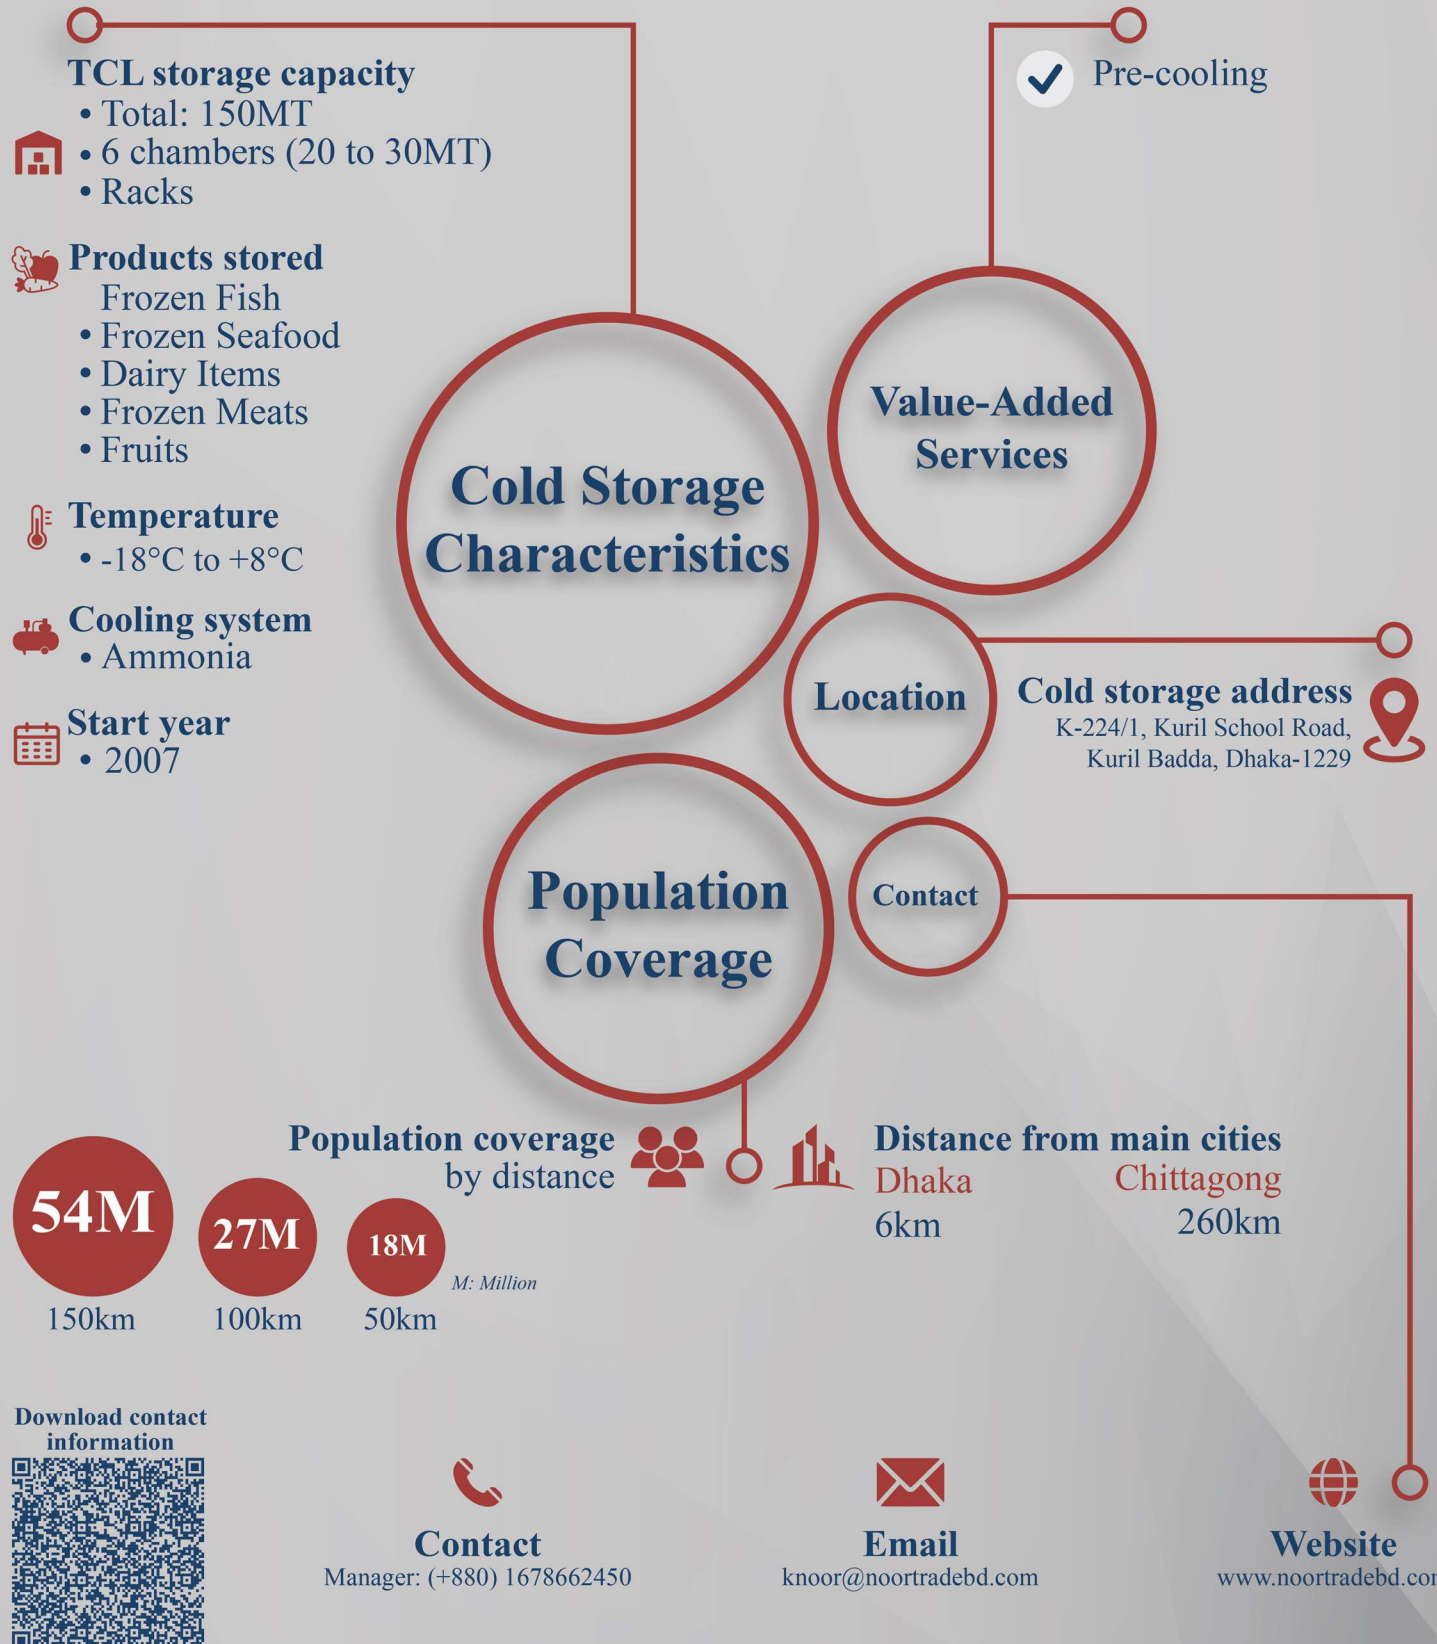 TCL storage capacity
• Total: 150MT
• 6 chambers (20 to 30MT)
• Racks
Products stored
Frozen Fish
• Frozen Seafood
• Dairy Items
• Frozen Meats
• Fruits
Temperature
• -18°C to +8°C
Cooling system
• Ammonia
Start year
• 2007
Cold Storage
Characteristics
Pre-cooling
Value-Added
Services
Location
Cold storage address
K-224/1, Kuril School Road,
Kuril Badda, Dhaka-1229
Population
Coverage
Contact
Population coverage
by distance
54M
27M
18M
M: Million
150km
100km
50km
Distance from main cities
Dhaka
Chittagong
6km
260km
Download contact
information
Contact
Manager: (+880) 1678662450
Email
knoor@noortradebd.com
Website
www.noortradebd.com